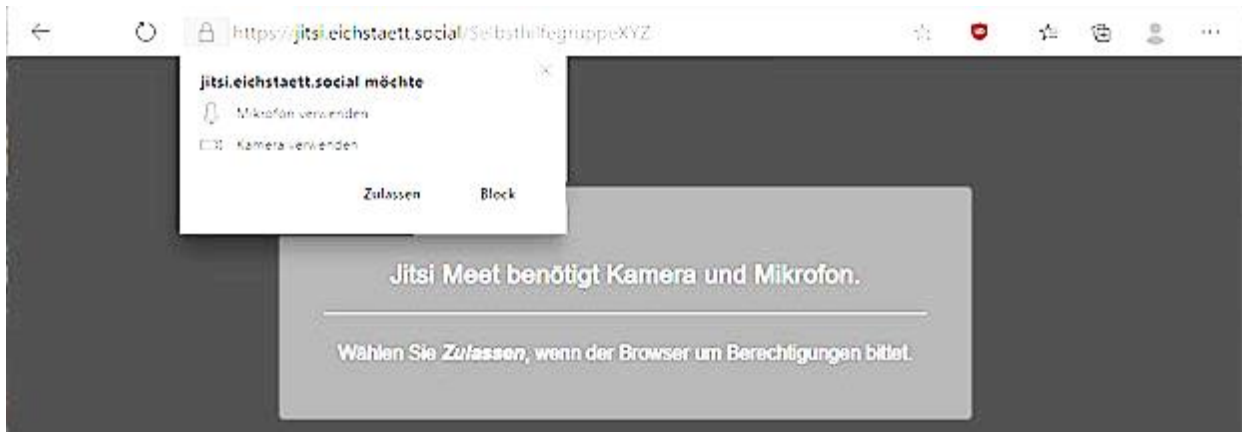 https://jitsi.eichstaett.social/SelbsthilfegruppeXYZ
jitsi.eichstaett.social möchte
Mikrofon verwenden
Kamera verwenden
Zulassen Block
Jitsi Meet benötigt Kamera und Mikrofon.
Wählen Sie Zulassen, wenn der Browser um Berechtigungen bittet.